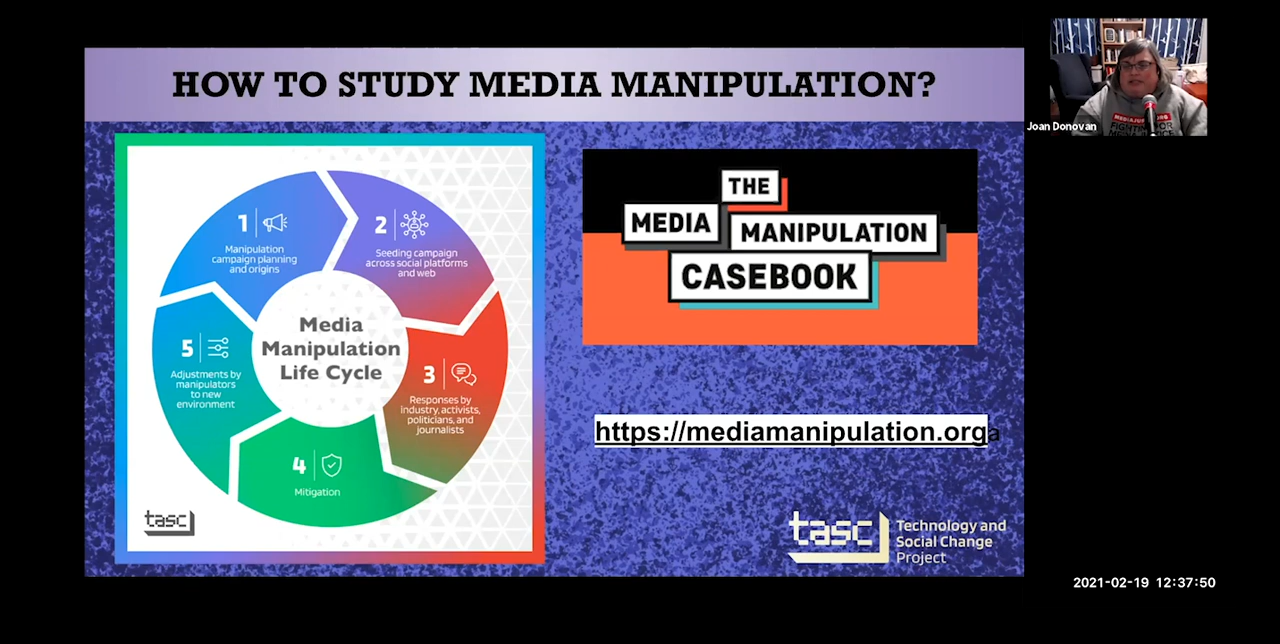 HOW TO STUDY MEDIA MANIPULATION?
1
Manipulation
campaign planning
and origins
2
Seeding campaign
across social platforms
and web
3
Responses by
industry, activists,
politicians, and
journalists
4
Mitigation
5
Adjustments by
manipulators
to new
environment
Media
Manipulation
Life Cycle
tasc
THE
MEDIA
MANIPULATION
CASEBOOK
https://mediamanipulation.orga
tasc
Technology and
Social Change
Project
Joan Donovan
2021-02-19 12:37:50